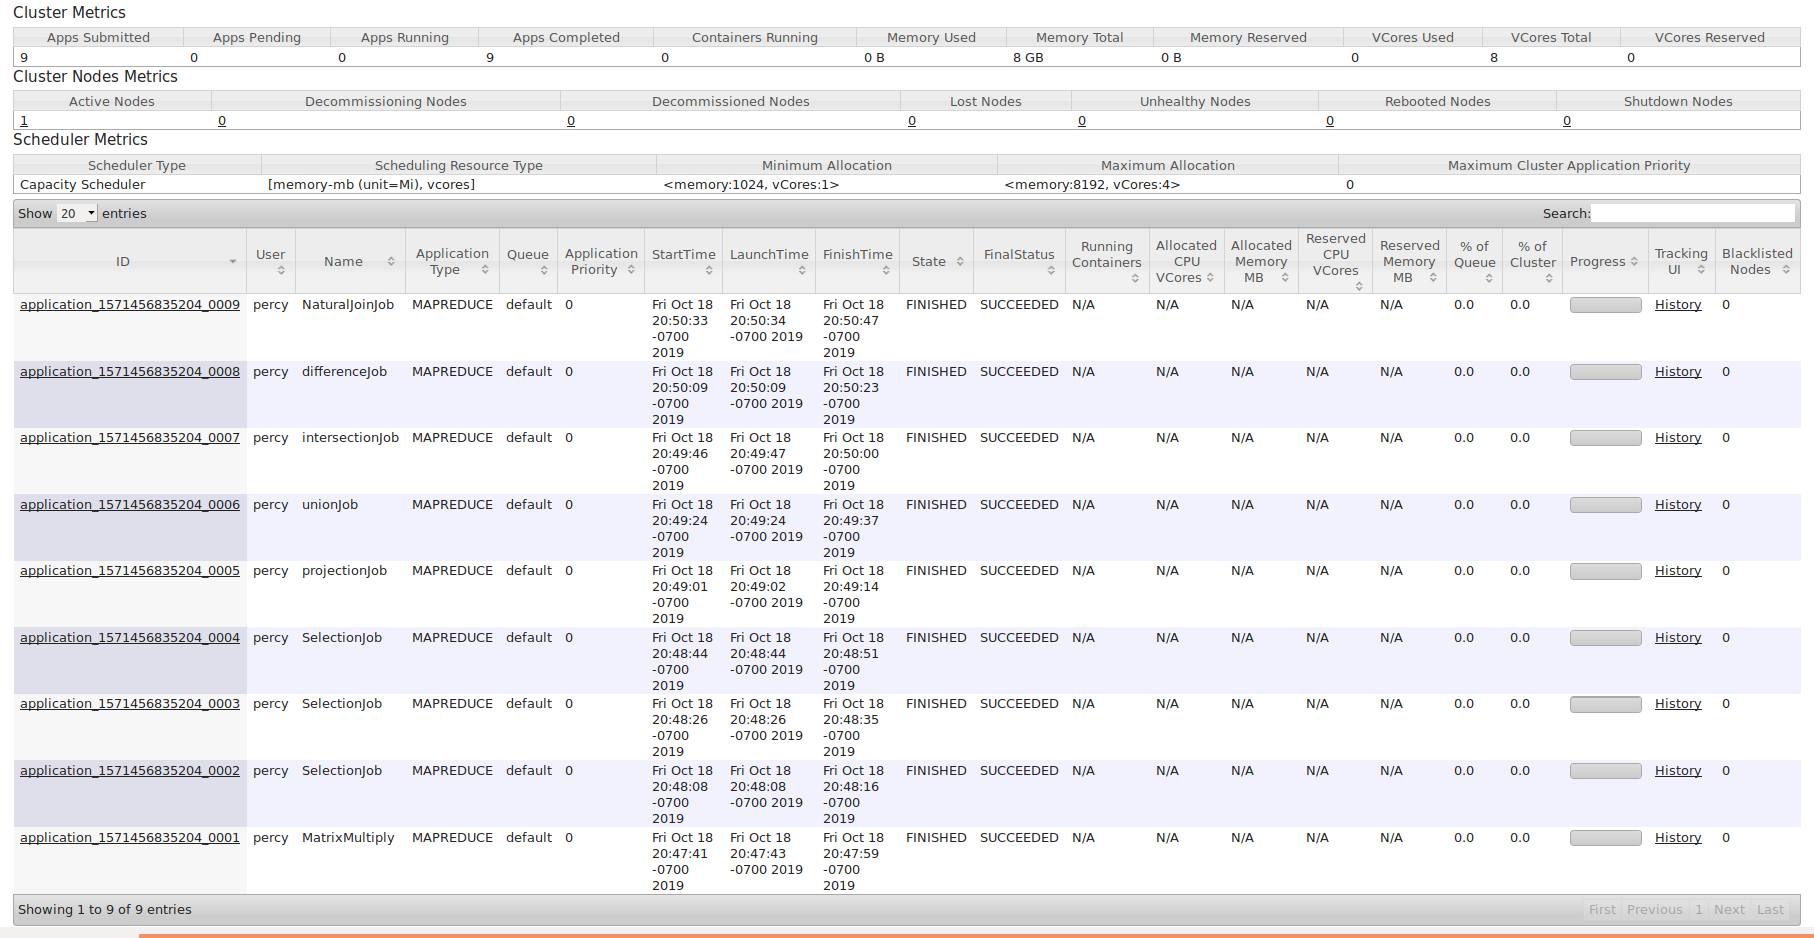 Cluster Metrics
Apps Submitted Apps Pending Apps Running Apps Completed Containers Running Memory Used Memory Total Memory Reserved VCores Used VCores Total VCores Reserved
9 0 0 9 0 0 B 8 GB 0 B 0 8 0
Cluster Nodes Metrics
Active Nodes Decommissioning Nodes Decommissioned Nodes Lost Nodes Unhealthy Nodes Rebooted Nodes Shutdown Nodes
1 0 0 0 0 0 0
Scheduler Metrics
Scheduler Type Scheduling Resource Type Minimum Allocation Maximum Allocation Maximum Cluster Application Priority
Capacity Scheduler [memory-mb (unit=Mi), vcores] <memory:1024, vCores:1> <memory:8192, vCores:4> 0
Show 20 entries Search:
ID User Name Application Type Queue Application Priority StartTime LaunchTime FinishTime State FinalStatus Running Containers Allocated CPU VCores Allocated Memory MB Reserved CPU VCores Reserved Memory MB % of Queue % of Cluster Progress Tracking UI Blacklisted Nodes
application_1571456835204_0009 percy NaturalJoinJob MAPREDUCE default 0 Fri Oct 18 20:50:33 -0700 2019 Fri Oct 18 20:50:34 -0700 2019 Fri Oct 18 20:50:47 -0700 2019 FINISHED SUCCEEDED N/A N/A N/A N/A N/A 0.0 0.0 History 0
application_1571456835204_0008 percy differenceJob MAPREDUCE default 0 Fri Oct 18 20:50:09 -0700 2019 Fri Oct 18 20:50:09 -0700 2019 Fri Oct 18 20:50:23 -0700 2019 FINISHED SUCCEEDED N/A N/A N/A N/A N/A 0.0 0.0 History 0
application_1571456835204_0007 percy intersectionJob MAPREDUCE default 0 Fri Oct 18 20:49:46 -0700 2019 Fri Oct 18 20:49:47 -0700 2019 Fri Oct 18 20:50:00 -0700 2019 FINISHED SUCCEEDED N/A N/A N/A N/A N/A 0.0 0.0 History 0
application_1571456835204_0006 percy unionJob MAPREDUCE default 0 Fri Oct 18 20:49:24 -0700 2019 Fri Oct 18 20:49:24 -0700 2019 Fri Oct 18 20:49:37 -0700 2019 FINISHED SUCCEEDED N/A N/A N/A N/A N/A 0.0 0.0 History 0
application_1571456835204_0005 percy projectionJob MAPREDUCE default 0 Fri Oct 18 20:49:01 -0700 2019 Fri Oct 18 20:49:02 -0700 2019 Fri Oct 18 20:49:14 -0700 2019 FINISHED SUCCEEDED N/A N/A N/A N/A N/A 0.0 0.0 History 0
application_1571456835204_0004 percy SelectionJob MAPREDUCE default 0 Fri Oct 18 20:48:44 -0700 2019 Fri Oct 18 20:48:44 -0700 2019 Fri Oct 18 20:48:51 -0700 2019 FINISHED SUCCEEDED N/A N/A N/A N/A N/A 0.0 0.0 History 0
application_1571456835204_0003 percy SelectionJob MAPREDUCE default 0 Fri Oct 18 20:48:26 -0700 2019 Fri Oct 18 20:48:26 -0700 2019 Fri Oct 18 20:48:35 -0700 2019 FINISHED SUCCEEDED N/A N/A N/A N/A N/A 0.0 0.0 History 0
application_1571456835204_0002 percy SelectionJob MAPREDUCE default 0 Fri Oct 18 20:48:08 -0700 2019 Fri Oct 18 20:48:08 -0700 2019 Fri Oct 18 20:48:16 -0700 2019 FINISHED SUCCEEDED N/A N/A N/A N/A N/A 0.0 0.0 History 0
application_1571456835204_0001 percy MatrixMultiply MAPREDUCE default 0 Fri Oct 18 20:47:41 -0700 2019 Fri Oct 18 20:47:43 -0700 2019 Fri Oct 18 20:47:59 -0700 2019 FINISHED SUCCEEDED N/A N/A N/A N/A N/A 0.0 0.0 History 0
Showing 1 to 9 of 9 entries First Previous 1 Next Last